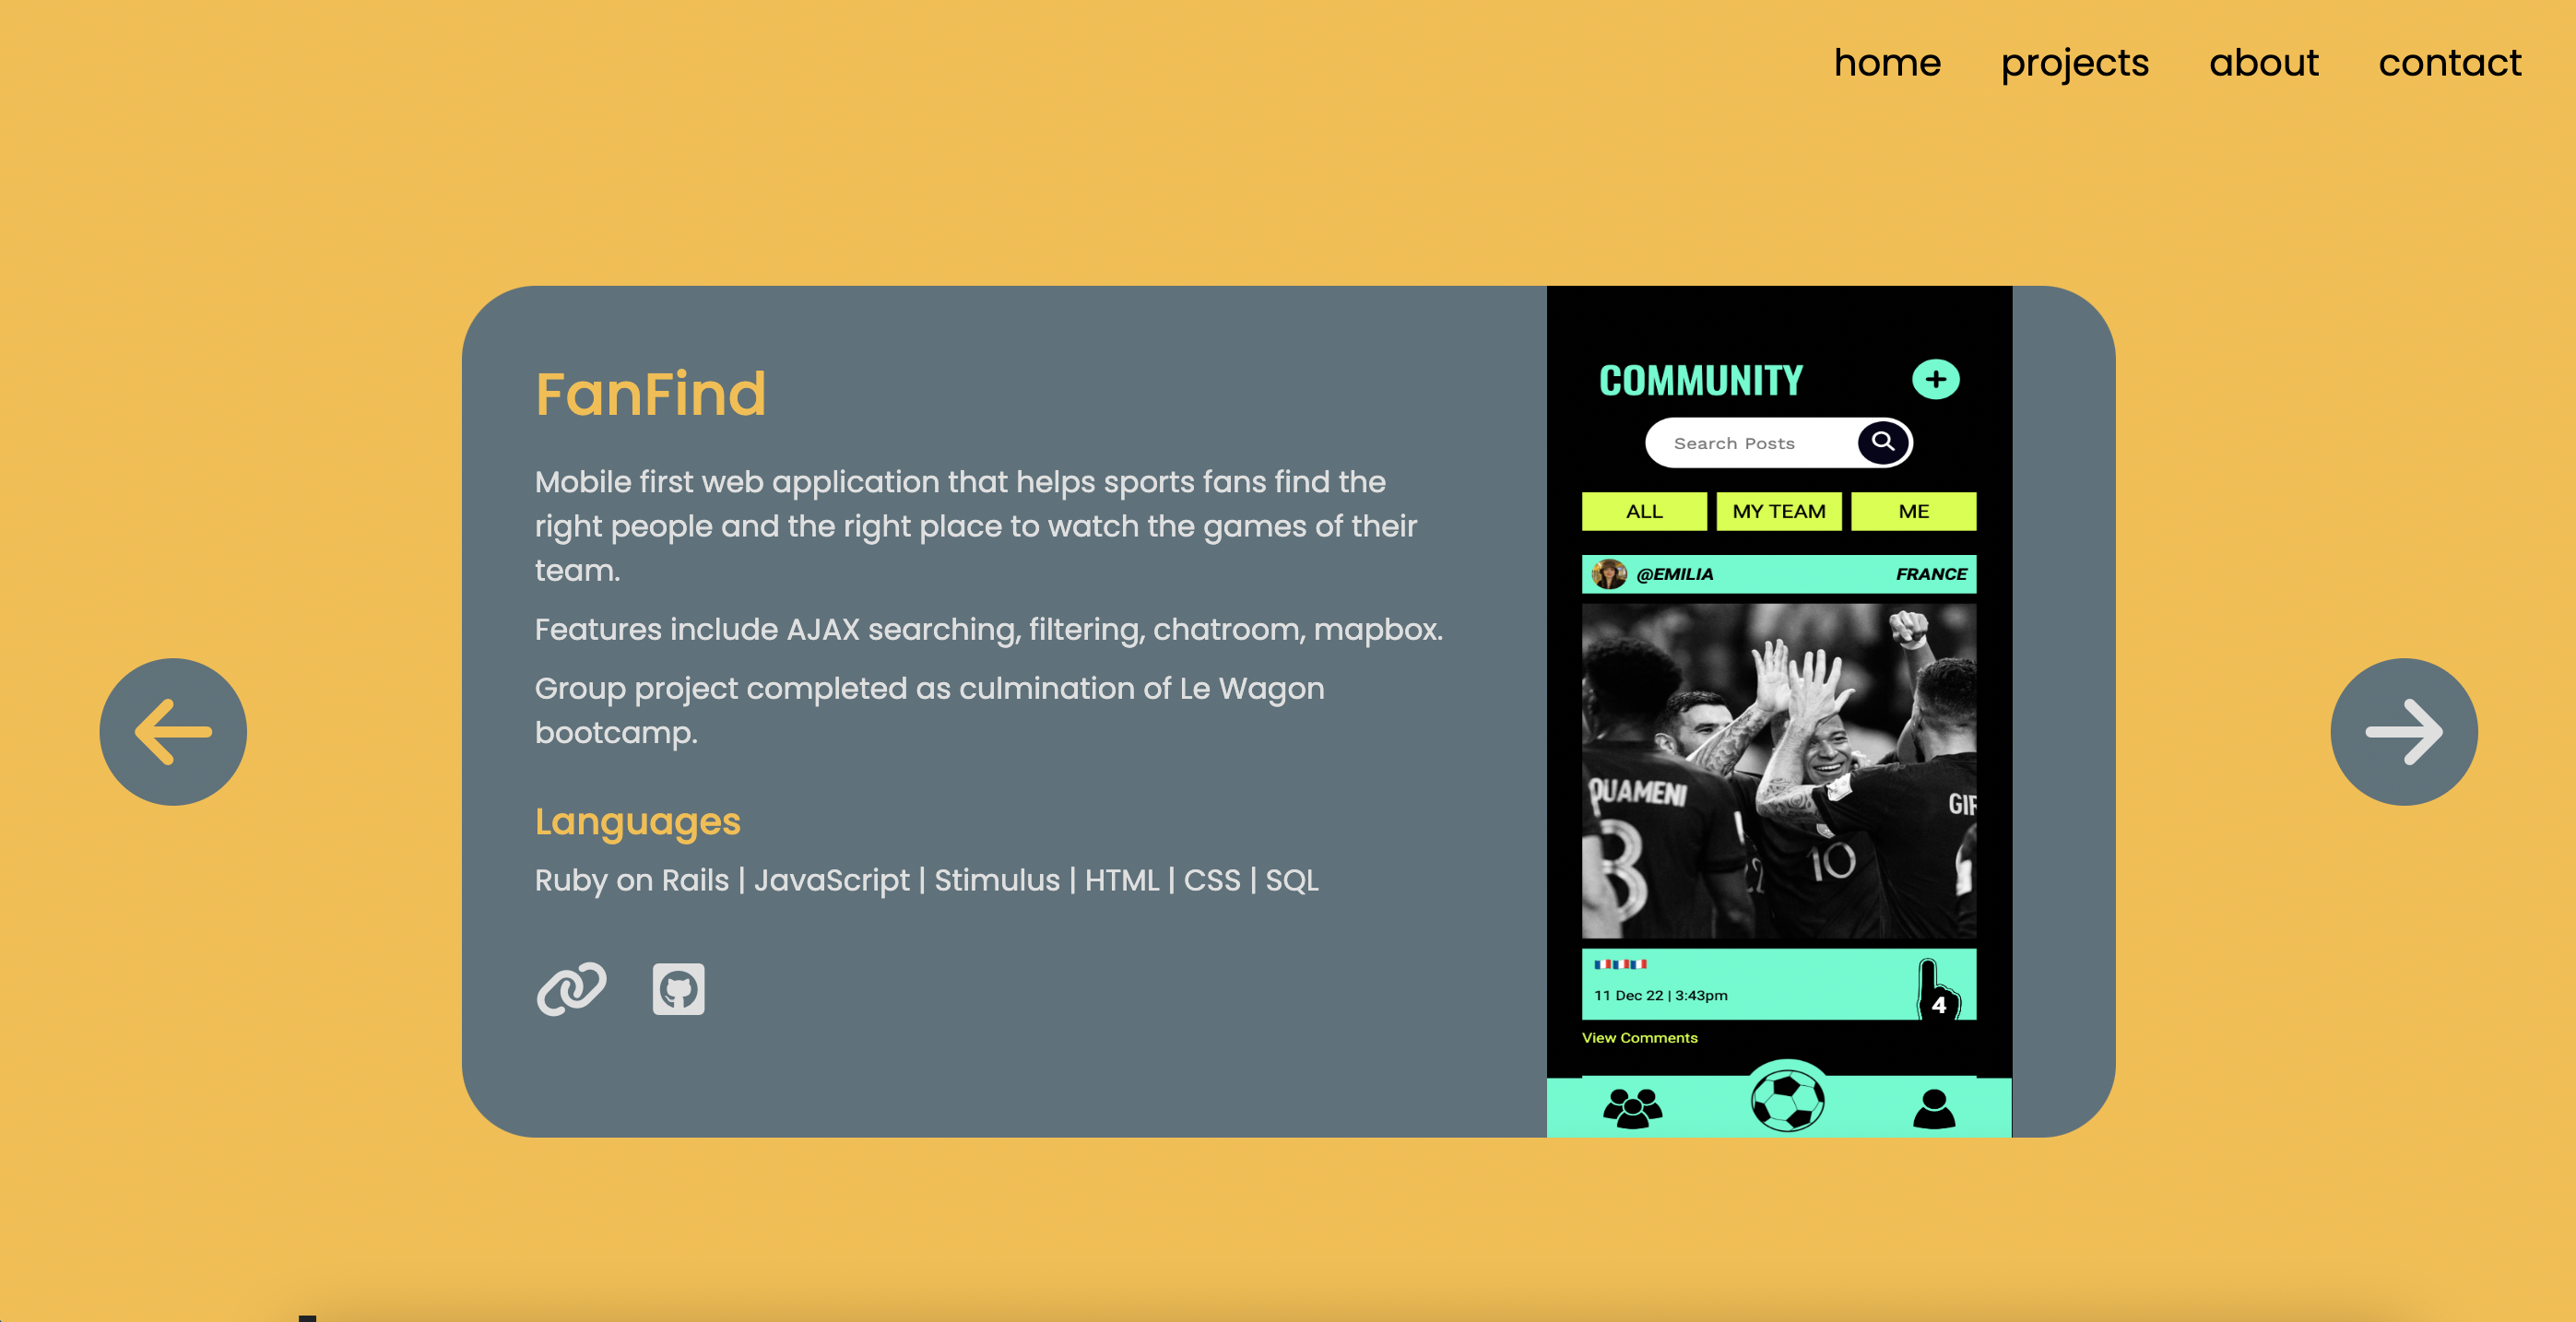 home projects about contact
FanFind
Mobile first web application that helps sports fans find the
right people and the right place to watch the games of their
team.
Features include AJAX searching, filtering, chatroom, mapbox.
Group project completed as culmination of Le Wagon
bootcamp.
Languages
Ruby on Rails | JavaScript | Stimulus | HTML | CSS | SQL
COMMUNITY
Search Posts
ALL MY TEAM ME
@EMILIA FRANCE
OUAMENI
GIF
8
10
22
11 Dec 22 | 3:43pm
4
View Comments